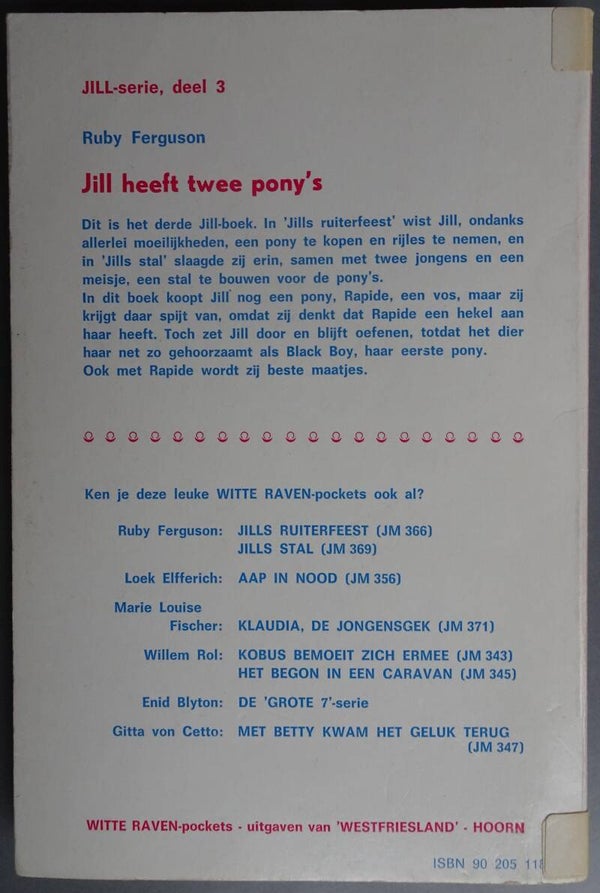 JILL-serie, deel 3
Ruby Ferguson
Jill heeft twee pony's
Dit is het derde Jill-boek. In 'Jills ruiterfeest' wist Jill, ondanks
allerlei moeilijkheden, een pony te kopen en rijles te nemen, en
in 'Jills stal' slaagde zij erin, samen met twee jongens en een
meisje, een stal te bouwen voor de pony's.
In dit boek koopt Jill nog een pony, Rapide, een vos, maar zij
krijgt daar spijt van, omdat zij denkt dat Rapide een hekel aan
haar heeft. Toch zet Jill door en blijft oefenen, totdat het dier
haar net zo gehoorzaamt als Black Boy, haar eerste pony.
Ook met Rapide wordt zij beste maatjes.
Ken je deze leuke WITTE RAVEN-pockets ook al?
Ruby Ferguson: JILLS RUITERFEEST (JM 366)
JILLS STAL (JM 369)
Loek Elfferich: AAP IN NOOD (JM 356)
Marie Louise
Fischer: KLAUDIA, DE JONGENSGEK (JM 371)
Willem Rol: KOBUS BEMOEIT ZICH ERMEE (JM 343)
HET BEGON IN EEN CARAVAN (JM 345)
Enid Blyton: DE 'GROTE 7'-serie
Gitta von Cetto: MET BETTY KWAM HET GELUK TERUG
(JM 347)
WITTE RAVEN-pockets - uitgaven van 'WESTFRIESLAND' - HOORN
ISBN 90 205